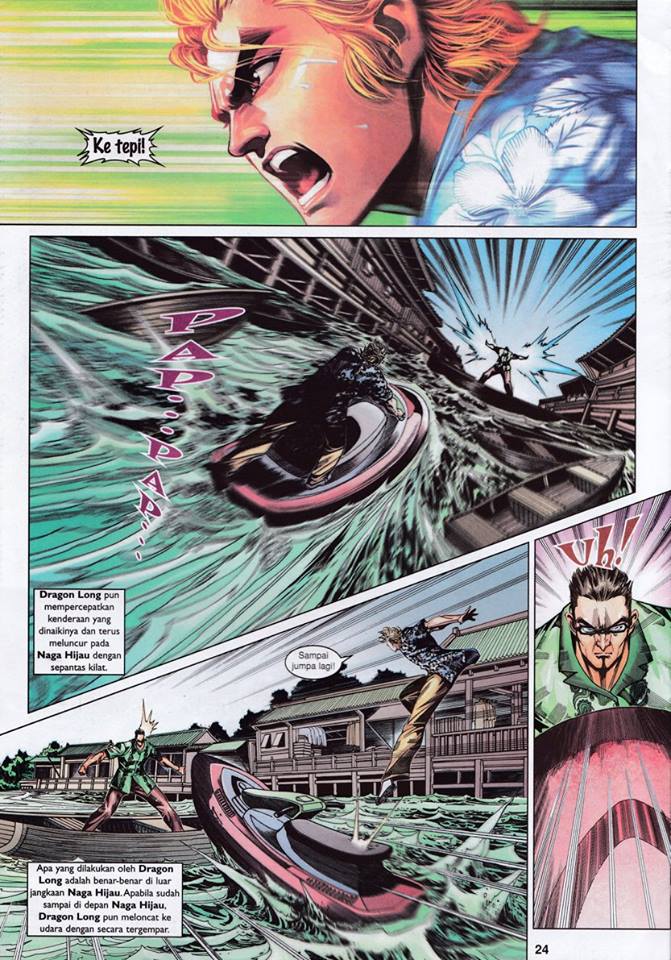 Ke tepi!
PAP...PAP...
Dragon Long pun
mempercepatkan
kenderaan yang
dinaikinya dan terus
meluncur pada
Naga Hijau dengan
sepantas kilat.
Uh!
Sampai
jumpa lagi!
Apa yang dilakukan oleh Dragon
Long adalah benar-benar di luar
jangkaan Naga Hijau. Apabila sudah
sampai di depan Naga Hijau,
Dragon Long pun meloncat ke
udara dengan secara tergempar.
24